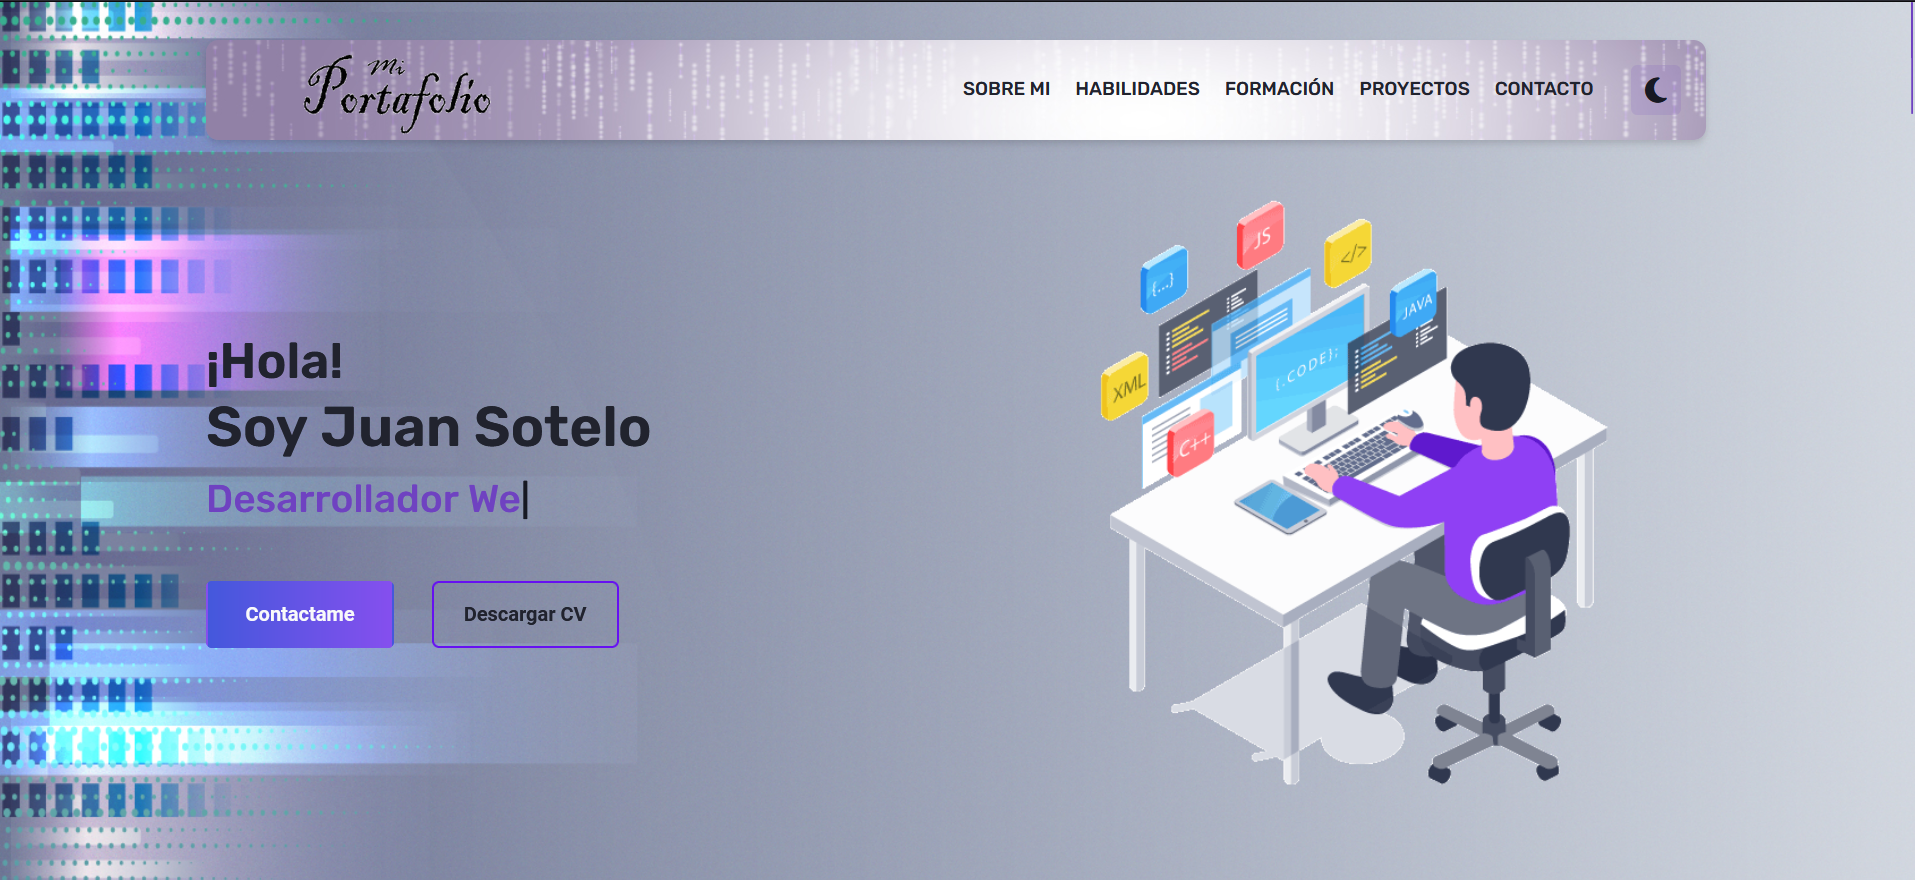 Mi
Portafolio
SOBRE MI HABILIDADES FORMACIÓN PROYECTOS CONTACTO
JS
</>
{...}
JAVA
{.CODE};
XML
C++
¡Hola!
Soy Juan Sotelo
Desarrollador We
Contactame
Descargar CV